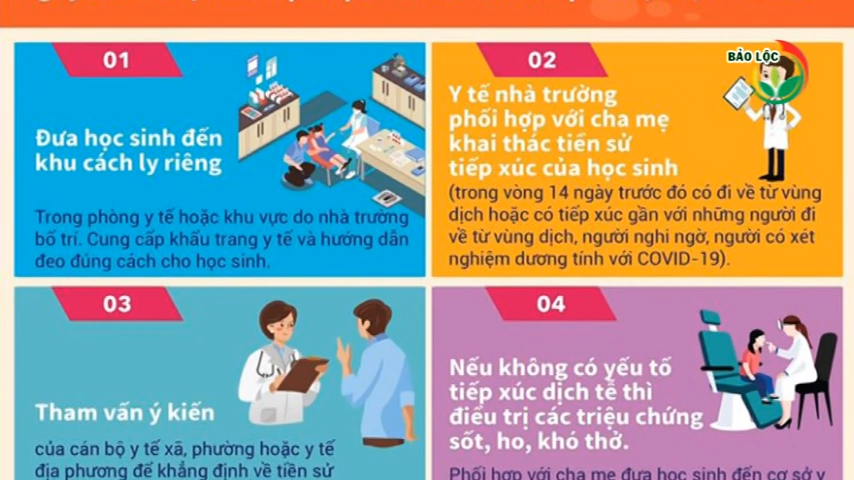 01
Đưa học sinh đến
khu cách ly riêng
Trong phòng y tế hoặc khu vực do nhà trường
bố trí. Cung cấp khẩu trang y tế và hướng dẫn
đeo đúng cách cho học sinh.
02
BẢO LỘC
Y tế nhà trường
phối hợp với cha mẹ
khai thác tiền sử
tiếp xúc của học sinh
(trong vòng 14 ngày trước đó có đi về từ vùng
dịch hoặc có tiếp xúc gần với những người đi
về từ vùng dịch, người nghi ngờ, người có xét
nghiệm dương tính với COVID-19).
03
Tham vấn ý kiến
của cán bộ y tế xã, phường hoặc y tế
địa phương để khẳng định về tiền sử
04
Nếu không có yếu tố
tiếp xúc dịch tễ thì
điều trị các triệu chứng
sốt, ho, khó thở.
Phối hợp với cha mẹ đưa học sinh đến cơ sở y